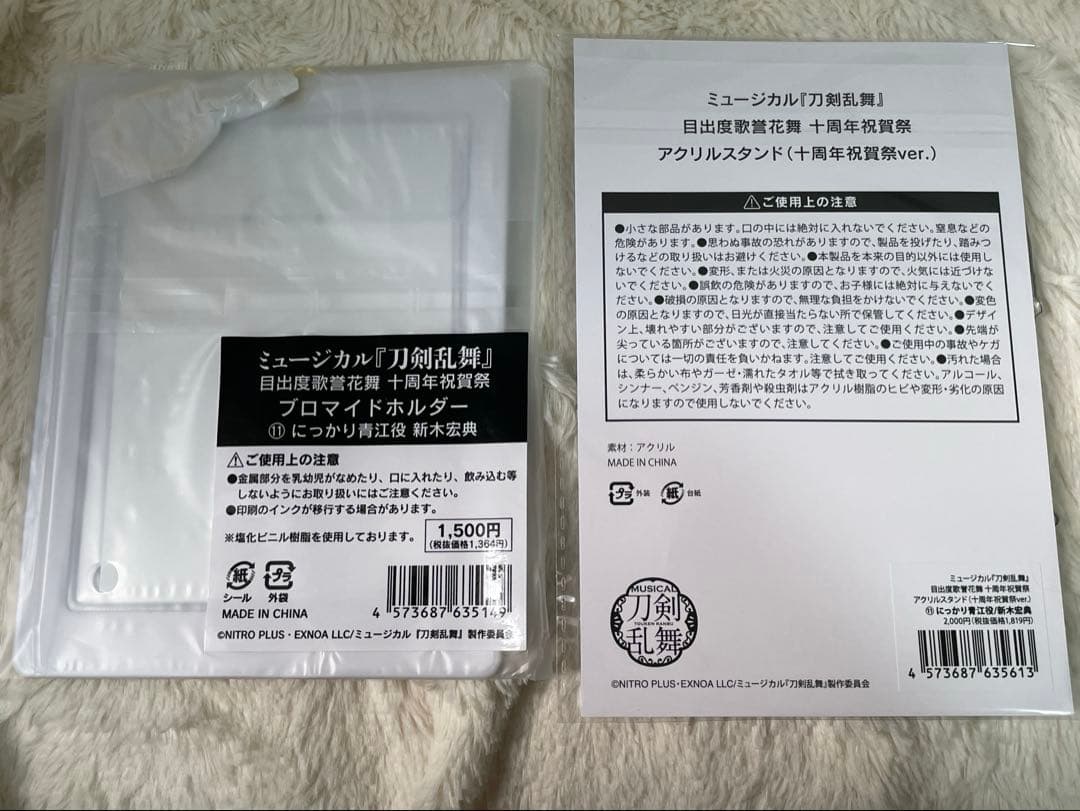 ミュージカル『刀剣乱舞』
目出度歌誉花舞 十周年祝賀祭
ブロマイドホルダー
⑪ にっかり青江役 新木宏典
⚠ご使用上の注意
●金属部分を乳幼児がなめたり、口に入れたり、飲み込む等
しないようにお取り扱いにはご注意ください。
●印刷のインクが移行する場合があります。
※塩化ビニル樹脂を使用しております。
1,500円
(税抜価格1,364円)
紙 プラ
シール 外袋
MADE IN CHINA
4 573687 635149
©NITRO PLUS・EXNOA LLC/ミュージカル『刀剣乱舞』製作委員会
ミュージカル『刀剣乱舞』
目出度歌誉花舞 十周年祝賀祭
アクリルスタンド(十周年祝賀祭ver.)
⚠ご使用上の注意
●小さな部品があります。口の中には絶対に入れないでください。窒息などの
危険があります。●思わぬ事故の恐れがありますので、製品を投げたり、踏みつ
けるなどの取り扱いはお避けください。●本製品を本来の目的以外には使用し
ないでください。●変形、または火災の原因となりますので、火気には近づけな
いでください。●誤飲の危険がありますので、お子様には絶対に与えないでくだ
さい。●破損の原因となりますので、無理な負担をかけないでください。●変色
の原因となりますので、日光が直接当たらない所で保管してください。●デザイ
ン上、壊れやすい部分がございますので、注意してご使用ください。●先端が
尖っている箇所がございますので、注意してください。●ご使用中の事故やケガ
については一切の責任を負いかねます。注意してご使用ください。●汚れた場合
は、柔らかい布やガーゼ・濡れたタオル等で拭き取ってください。アルコール、
シンナー、ベンジン、芳香剤や殺虫剤はアクリル樹脂のヒビや変形・劣化の原因
になりますので使用しないでください。
素材:アクリル
MADE IN CHINA
プラ 外装 紙 台紙
MUSICAL
刀剣
TOUKEN RANBU
乱舞
©NITRO PLUS・EXNOA LLC/ミュージカル『刀剣乱舞』製作委員会
ミュージカル『刀剣乱舞』
目出度歌誉花舞 十周年祝賀祭
アクリルスタンド(十周年祝賀祭ver.)
⑪ にっかり青江役/新木宏典
2,000円(税抜価格1,819円)
4 573687 635613